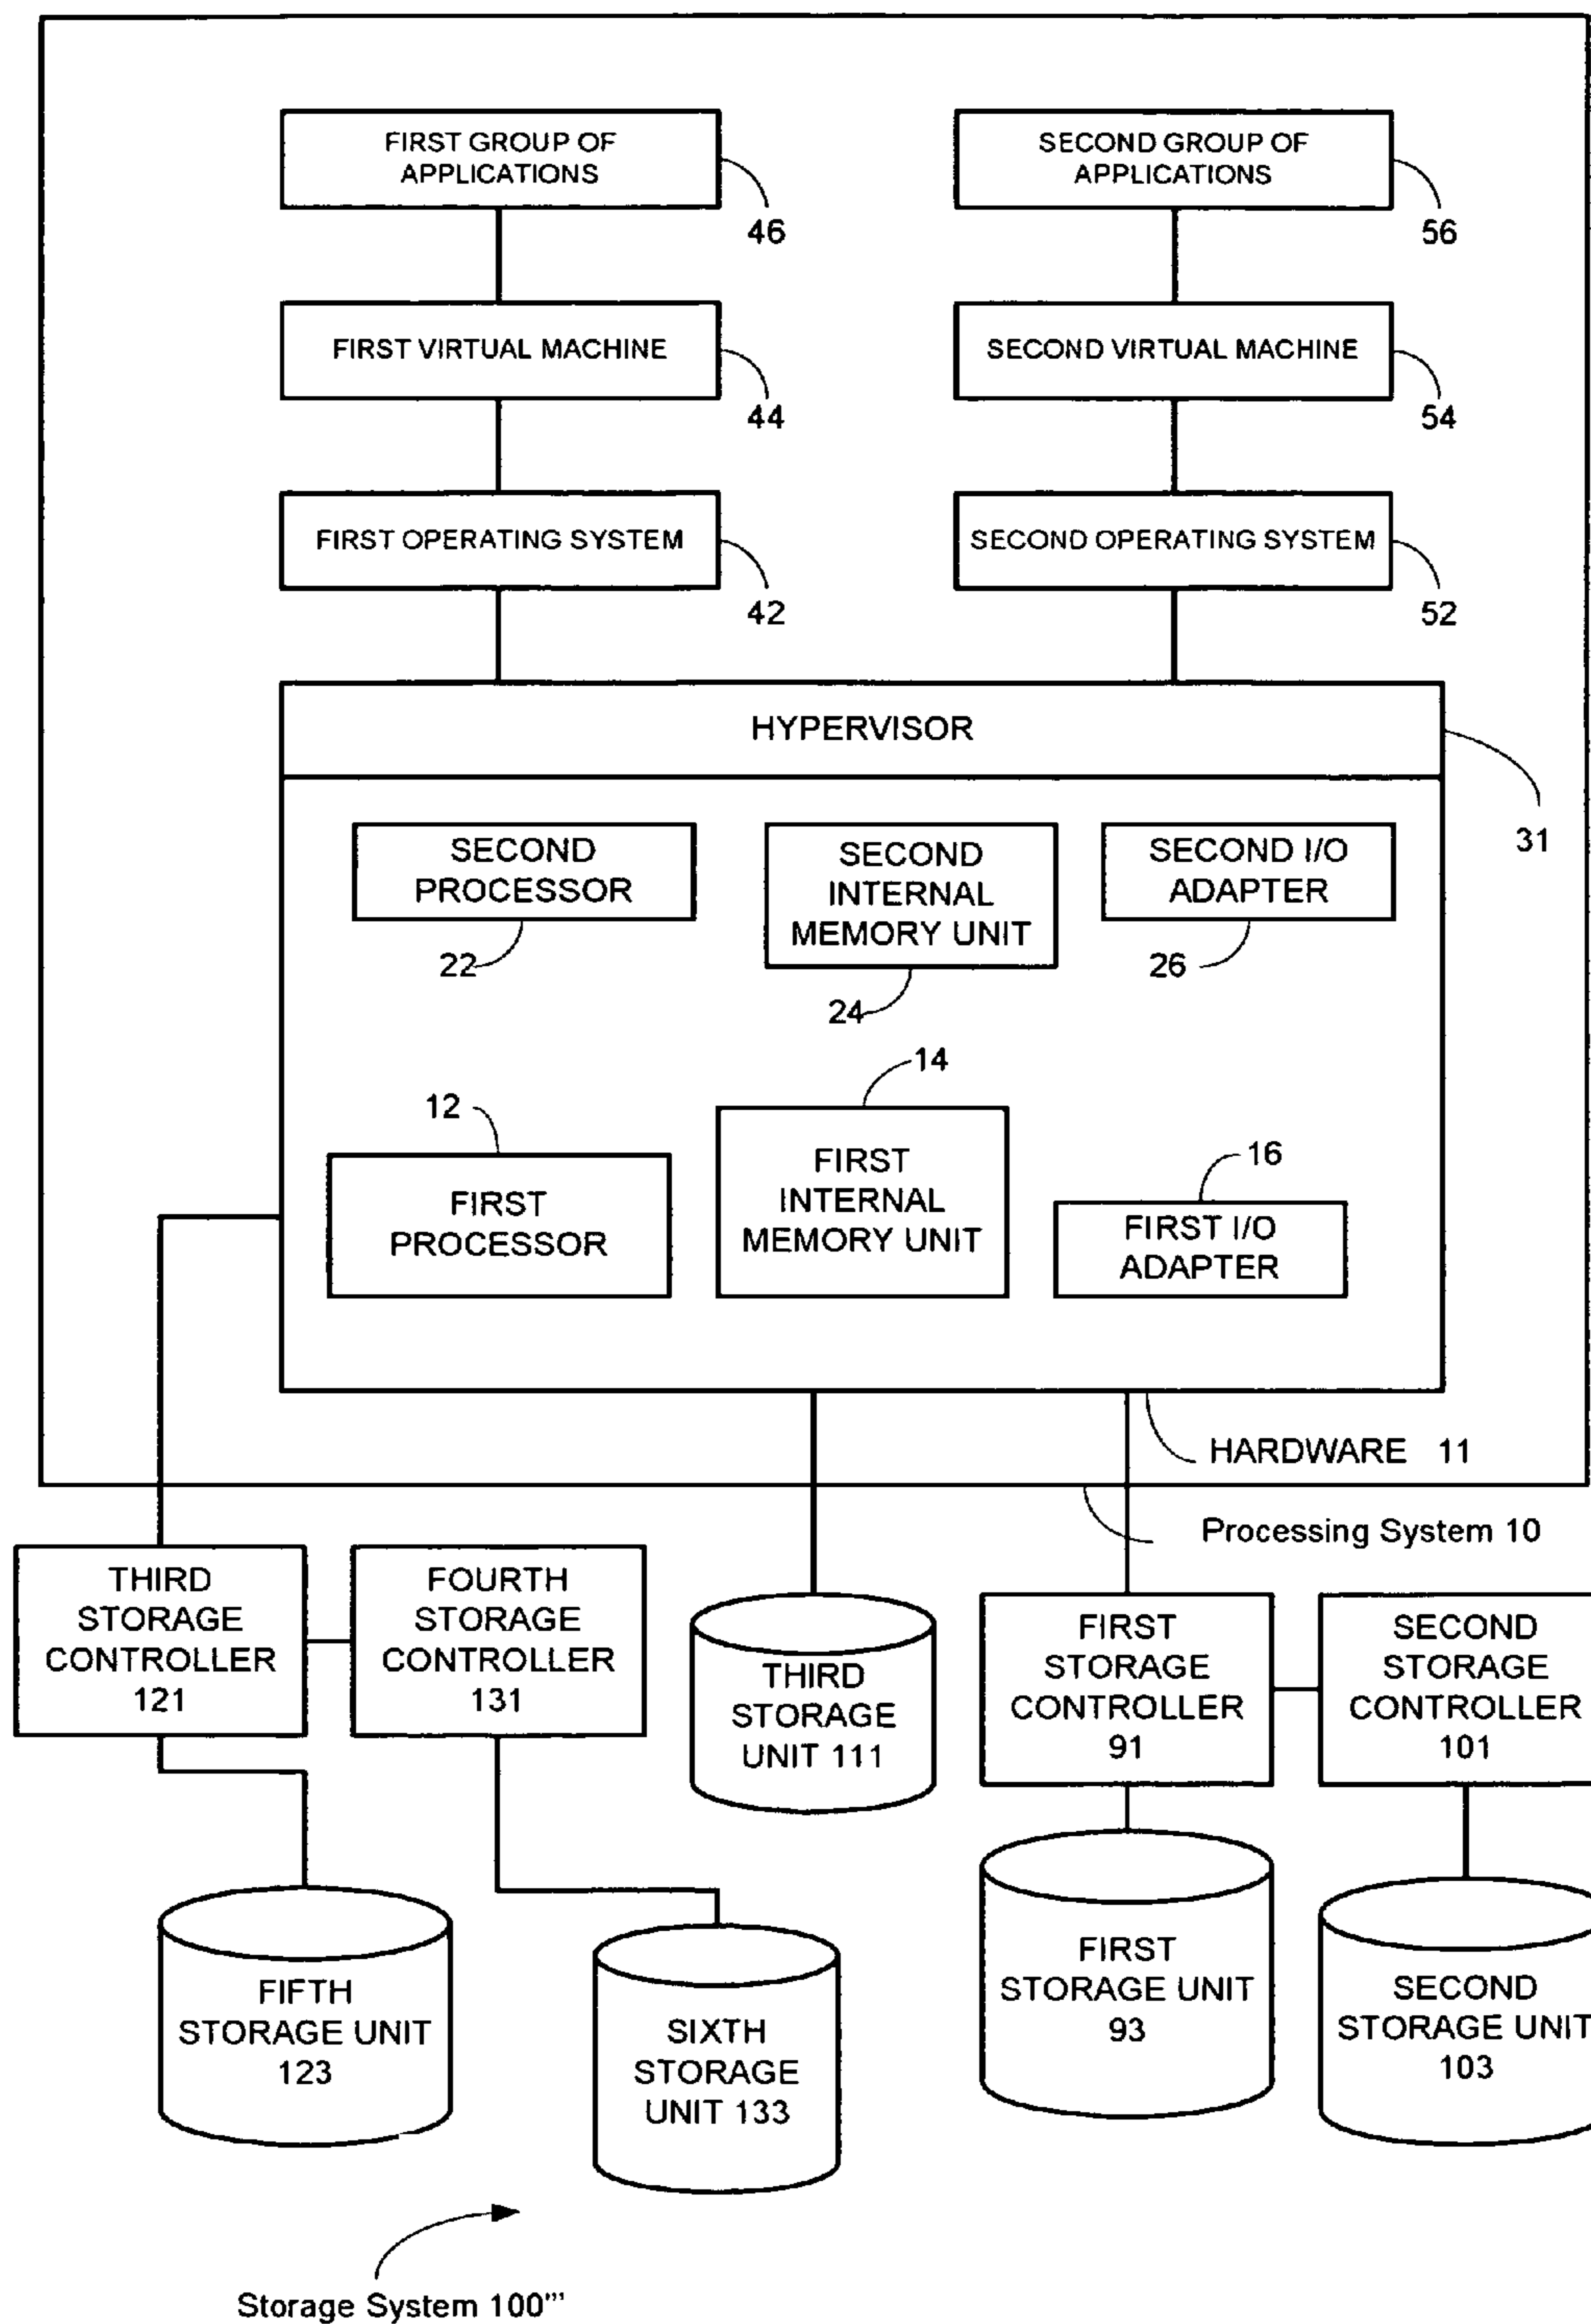 FIRST GROUP OF
APPLICATIONS
46
SECOND GROUP OF
APPLICATIONS
56
FIRST VIRTUAL MACHINE
44
SECOND VIRTUAL MACHINE
54
FIRST OPERATING SYSTEM
42
SECOND OPERATING SYSTEM
52
HYPERVISOR
31
SECOND
PROCESSOR
22
SECOND
INTERNAL
MEMORY UNIT
24
SECOND I/O
ADAPTER
26
12
FIRST
PROCESSOR
14
FIRST
INTERNAL
MEMORY UNIT
16
FIRST I/O
ADAPTER
HARDWARE 11
Processing System 10
THIRD
STORAGE
CONTROLLER
121
FOURTH
STORAGE
CONTROLLER
131
THIRD
STORAGE
UNIT 111
FIRST
STORAGE
CONTROLLER
91
SECOND
STORAGE
CONTROLLER
101
FIFTH
STORAGE UNIT
123
SIXTH
STORAGE
UNIT 133
FIRST
STORAGE UNIT
93
SECOND
STORAGE UNIT
103
Storage System 100'''